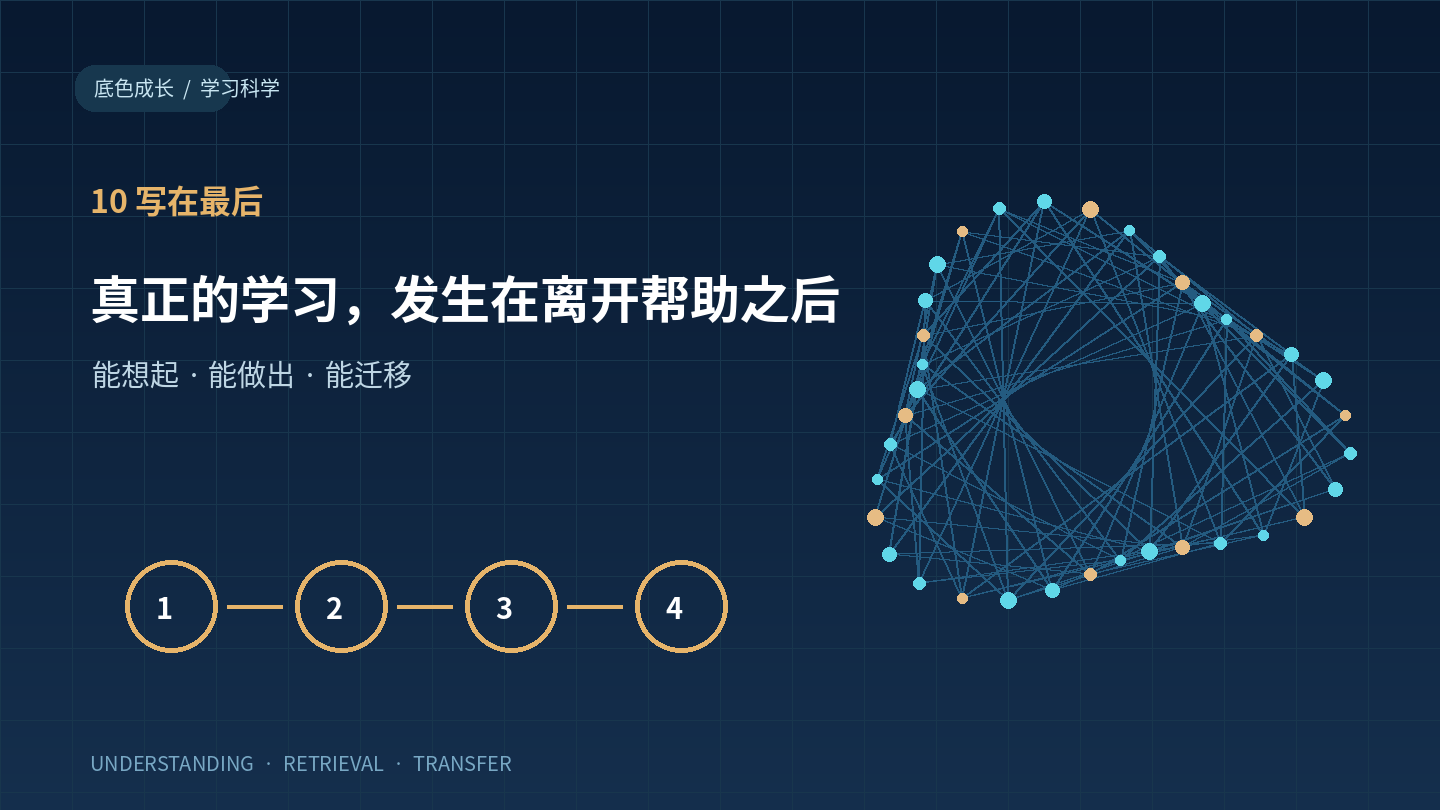 底色成长 / 学习科学
10 写在最后
真正的学习，发生在离开帮助之后
能想起 · 能做出 · 能迁移
1 2 3 4
UNDERSTANDING · RETRIEVAL · TRANSFER